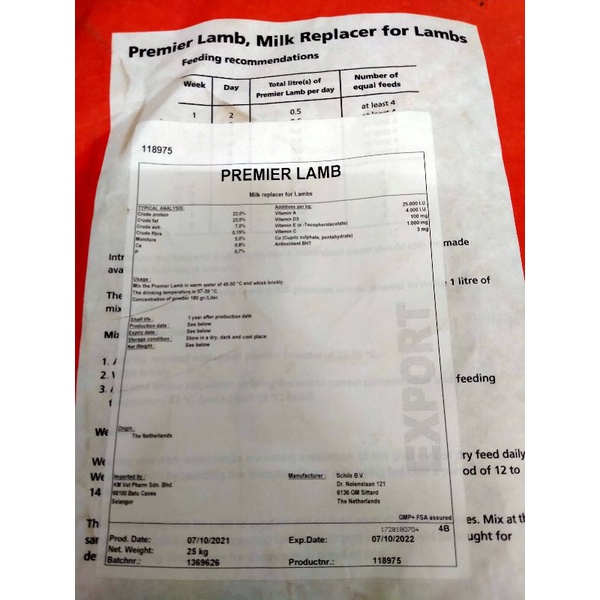 Premier Lamb, Milk Replacer for Lambs
Feeding recommendations
Week Day Total litre(s) of Premier Lamb per day Number of equal feeds
1 2 0.5 at least 4
118975
PREMIER LAMB
Milk replacer for Lambs
TYPICAL ANALYSIS: Additives per kg:
Crude protein 23,0% Vitamin A 25.000 I.U.
Crude fat Vitamin D3 4.000 I.U.
Crude ash 7,0% Vitamin E 100 mg
Crude fibre 0,15% Vitamin C 1.000 mg
Moisture 5,0% Cu (Cupric sulphate, pentahydrate) 3 mg
Ca Antioxidant BHT
P 0,7%
made
Intr
ava
Usage :
Mix the Premier Lamb in warm water of 45-50 °C and whisk briskly
The drinking temperature is 37-39 °C.
Concentration of powder 180 gr./Liter.
1 litre of
The
mix
Shelf life : 1 year after production date
Production date : See below
Expiry date : See below
Storage condition : Store in a dry, dark and cool place
Net Weight : See below
Mi
1.
2.
3.
feeding
EXPORT
Origin :
The Netherlands
We
ry feed daily
We
od of 12 to
14
Imported By : Manufacturer : Schils B.V.
KM Vet Pharm Sdn. Bhd. Dr. Nolenslaan 121
68100 Batu Caves 6136 GM Sittard
Selangor The Netherlands
GMP+ FSA assured
1728180704 4B
Th
es. Mix at th
sar
ught for
de
Prod. Date: 07/10/2021 Exp.Date: 07/10/2022
Net. Weight: 25 kg
Batchnr.: 1369626 Productnr.: 118975